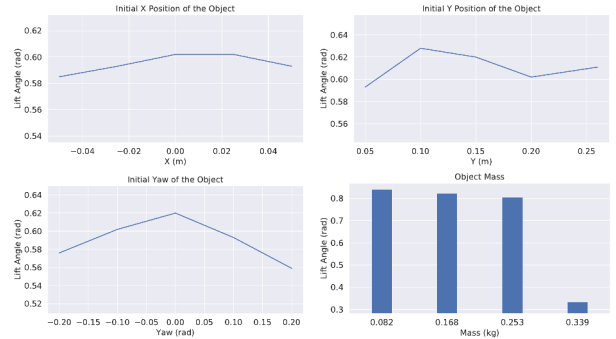 Initial X Position of the Object
0.62
0.60
0.58
0.56
0.54
Lift Angle (rad)
−0.04 −0.02 0.00 0.02 0.04
X (m)
Initial Y Position of the Object
0.64
0.62
0.60
0.58
0.56
Lift Angle (rad)
0.05 0.10 0.15 0.20 0.25
Y (m)
Initial Yaw of the Object
0.64
0.62
0.60
0.58
0.56
0.54
0.52
Lift Angle (rad)
−0.20 −0.15 −0.10 −0.05 0.00 0.05 0.10 0.15 0.20
Yaw (rad)
Object Mass
0.8
0.7
0.6
0.5
0.4
0.3
Lift Angle (rad)
0.082 0.168 0.253 0.339
Mass (kg)